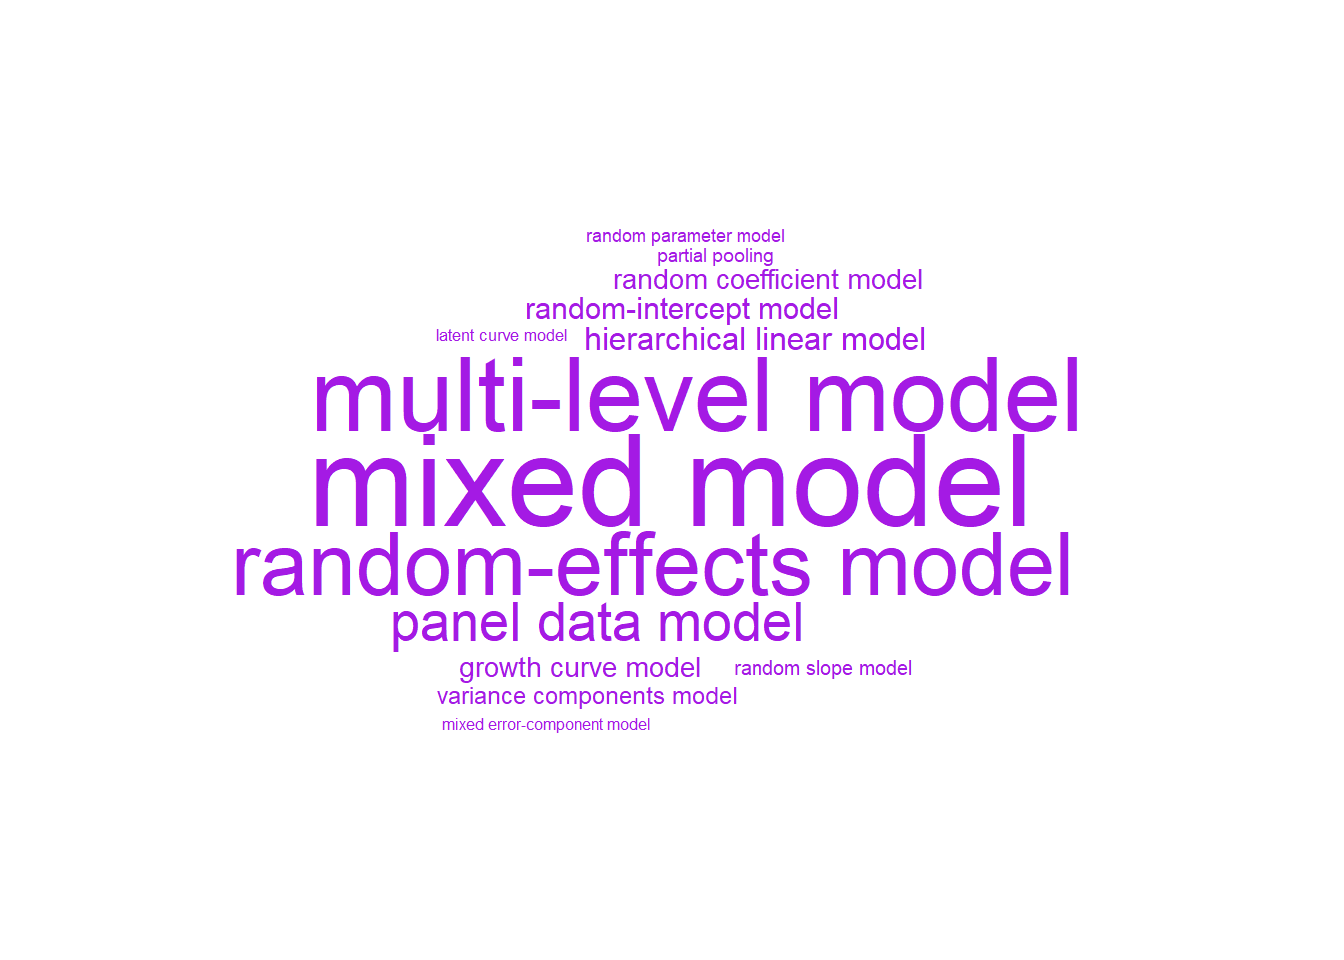 random parameter model
partial pooling
random coefficient model
random-intercept model
latent curve model
hierarchical linear model
multi-level model
mixed model
random-effects model
panel data model
growth curve model
random slope model
variance components model
mixed error-component model